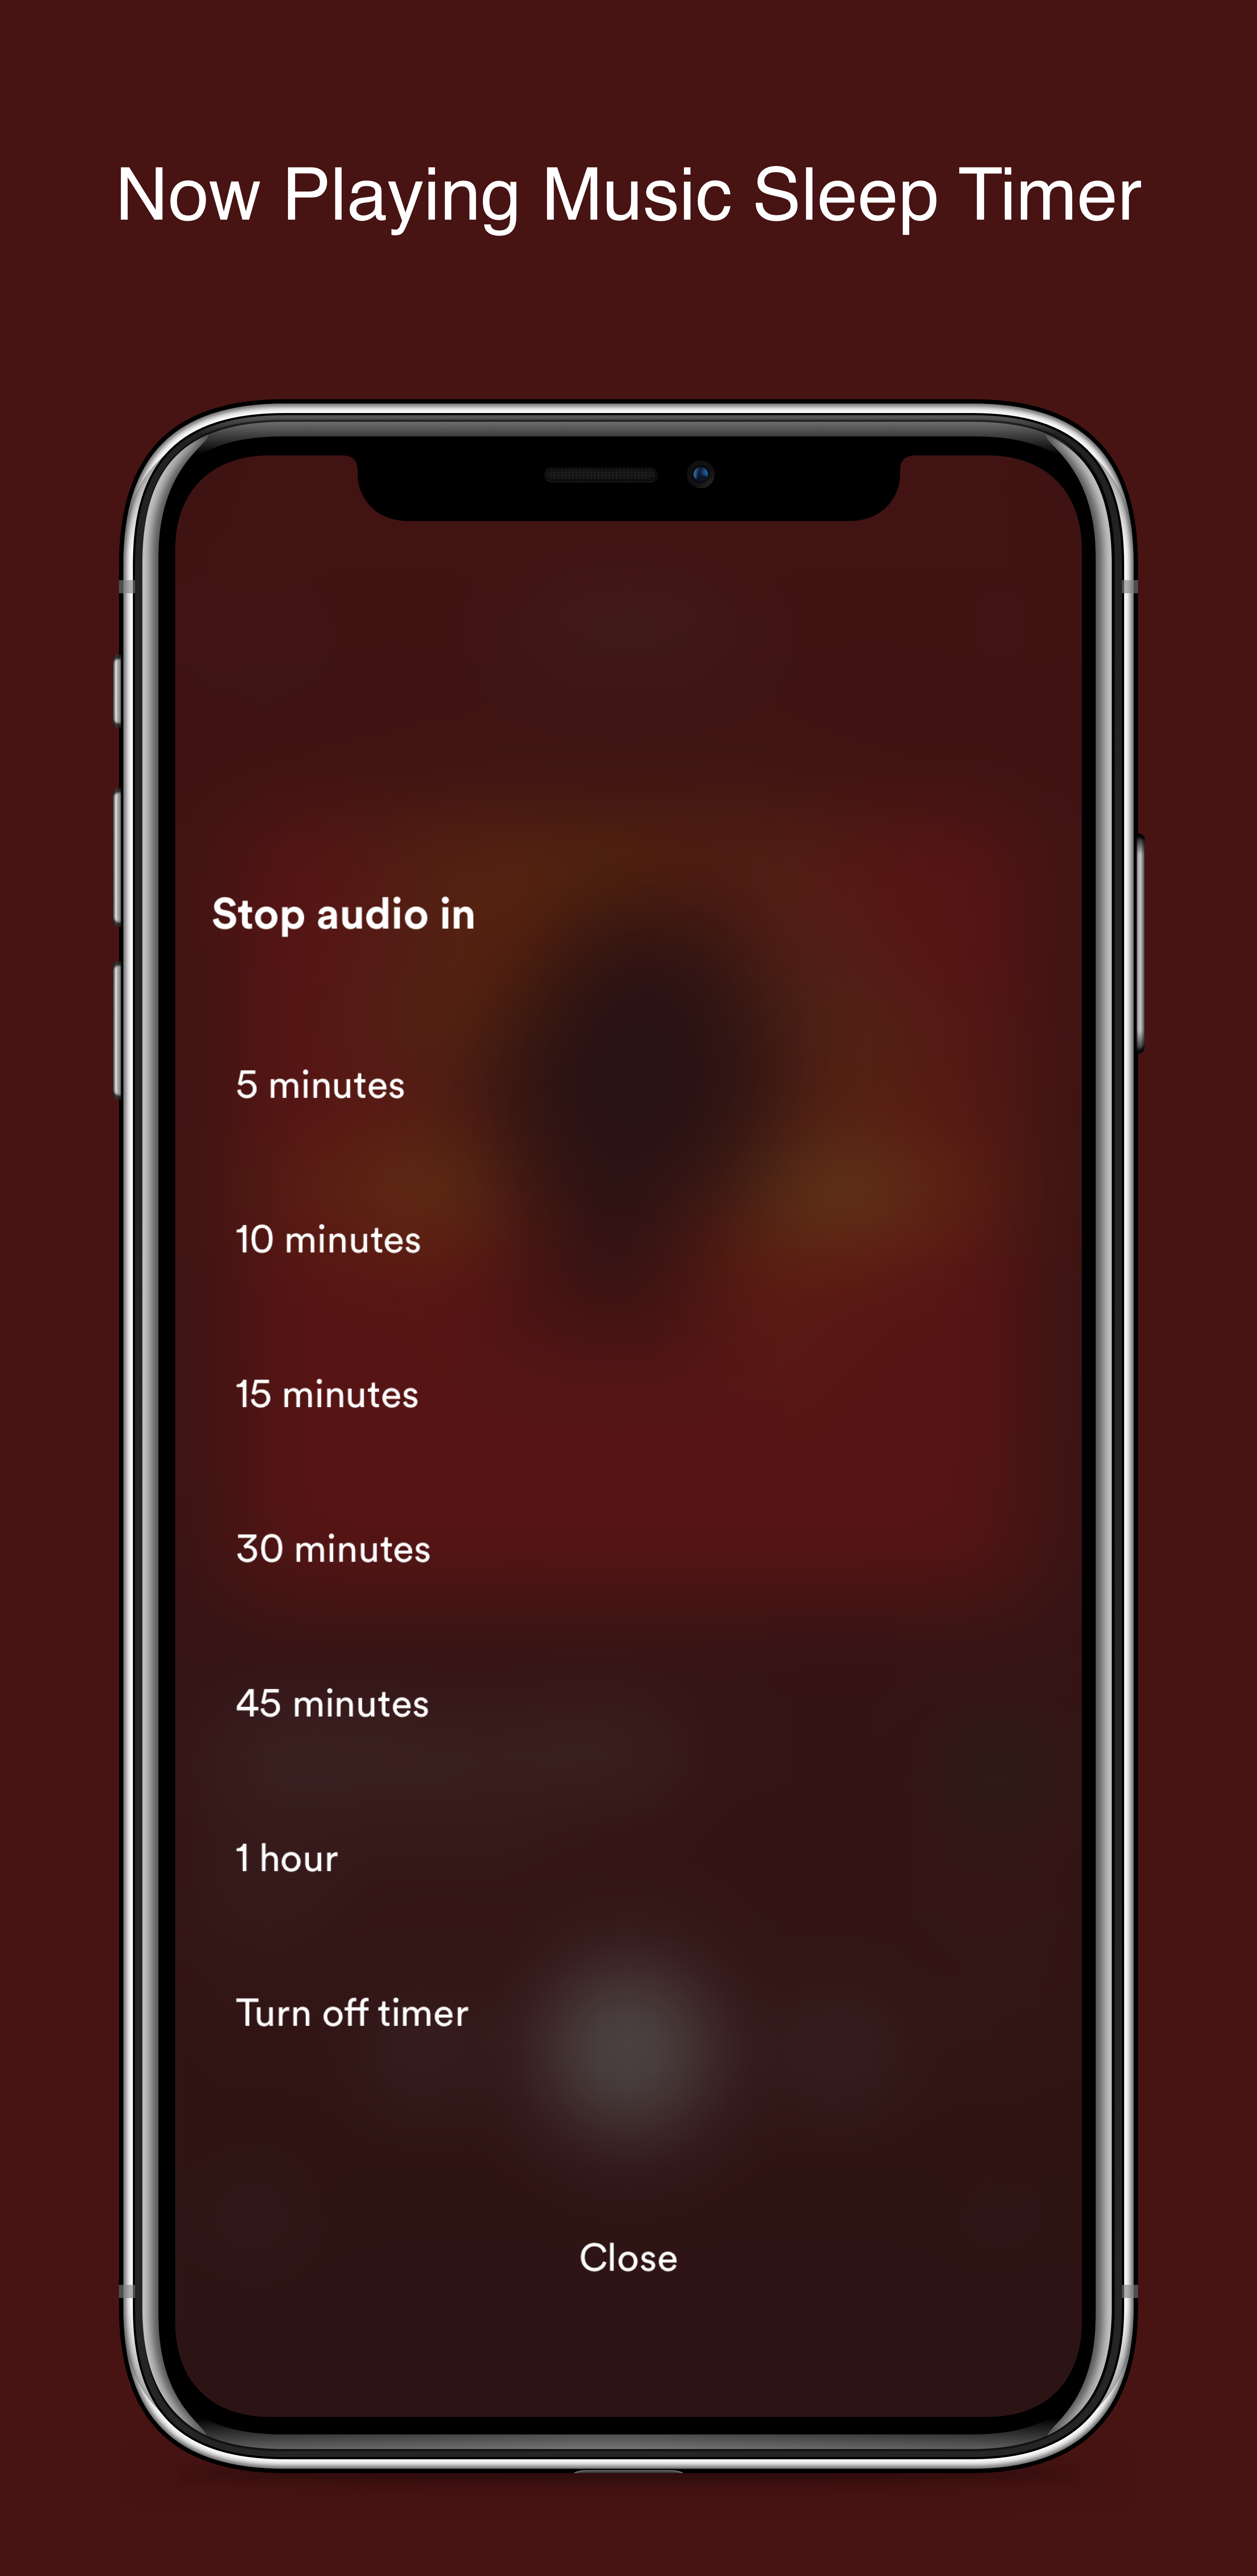 Now Playing Music Sleep Timer
Stop audio in
5 minutes
10 minutes
15 minutes
30 minutes
45 minutes
1 hour
Turn off timer
Close